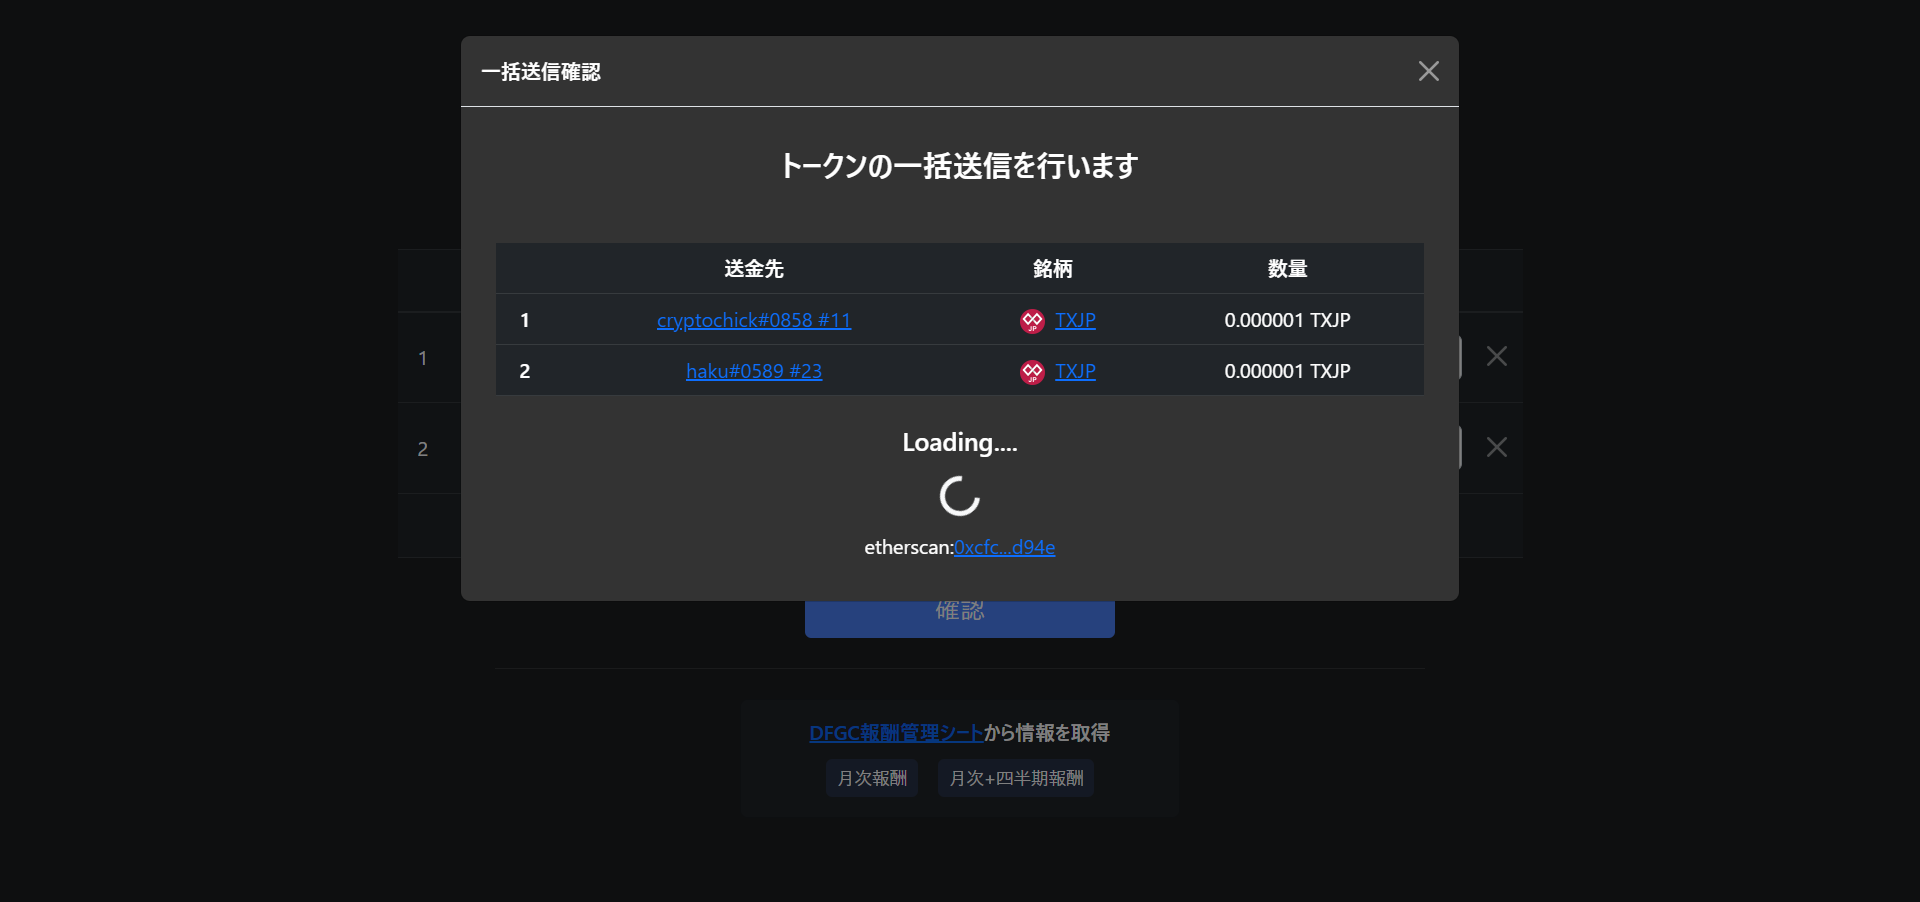 一括送信確認
トークンの一括送信を行います
送金先 銘柄 数量
1 cryptochick#0858 #11 JP TXJP 0.000001 TXJP
2 haku#0589 #23 JP TXJP 0.000001 TXJP
1
2
Loading....
etherscan:0xcfc...d94e
確認
DFGC報酬管理シートから情報を取得
月次報酬 月次+四半期報酬